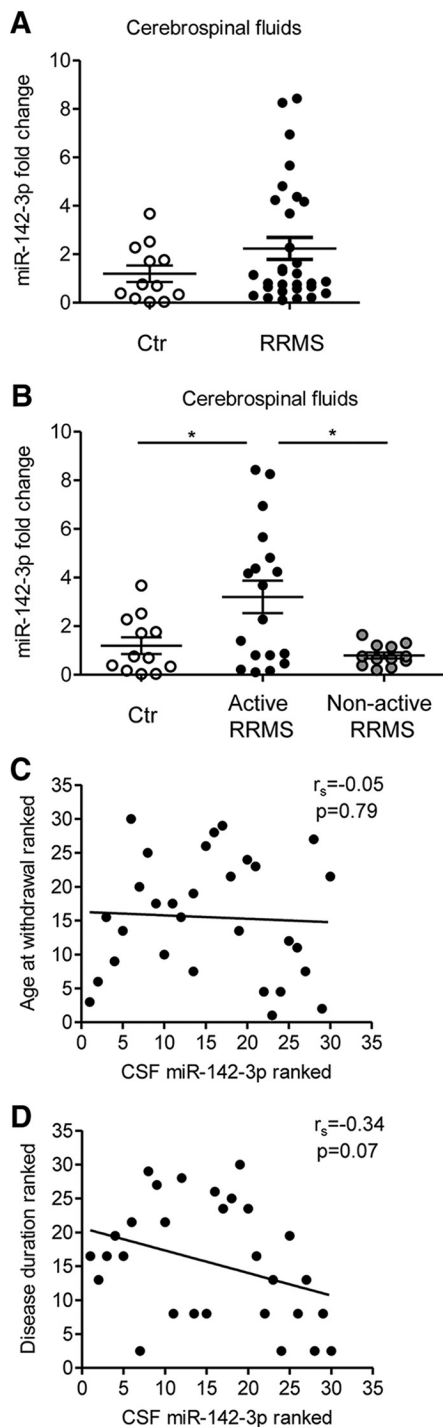 A
Cerebrospinal fluids
miR-142-3p fold change
10
8
6
4
2
0
Ctr
RRMS
B
Cerebrospinal fluids
* *
miR-142-3p fold change
10
8
6
4
2
0
Ctr
Active
RRMS
Non-active
RRMS
C
rs=-0.05
p=0.79
Age at withdrawal ranked
35
30
25
20
15
10
5
0
0 5 10 15 20 25 30 35
CSF miR-142-3p ranked
D
rs=-0.34
p=0.07
Disease duration ranked
35
30
25
20
15
10
5
0
0 5 10 15 20 25 30 35
CSF miR-142-3p ranked